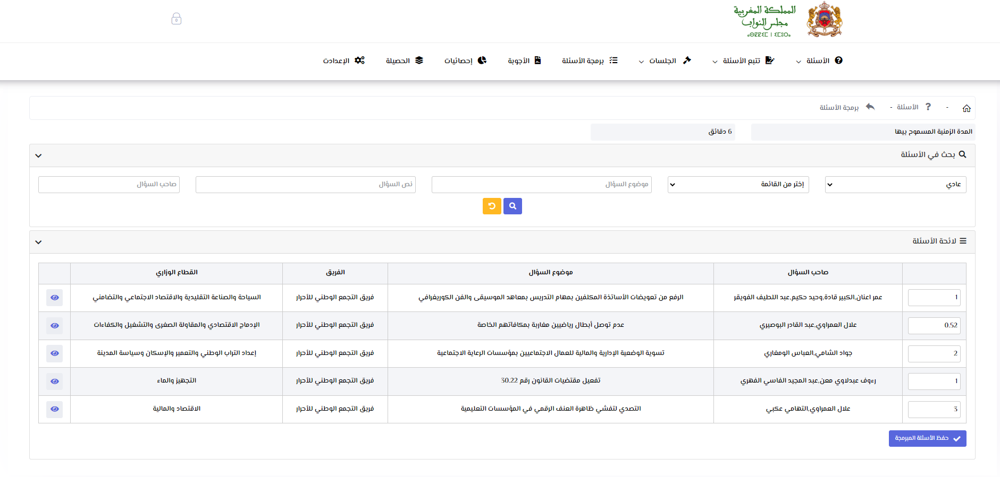 المملكة المغربية
مجلس النواب
0
الأسئلة
تتبع الأسئلة
الجلسات
برمجة الأسئلة
الأجوبة
إحصائيات
الحصيلة
الإعدادت
- الأسئلة - برمجة الأسئلة
المدة الزمنية المسموح بيها
6 دقائق
بحث في الأسئلة
عادي
إختر من القائمة
موضوع السؤال
نص السؤال
صاحب السؤال
لائحة الأسئلة
صاحب السؤال موضوع السؤال الفريق القطاع الوزاري
1 عمر اعنان,الكبير قادة,وحيد حكيم,عبد اللطيف الفويقر الرفع من تعويضات الأساتذة المكلفين بمهام التدريس بمعاهد الموسيقى والفن الكوريغرافي فريق التجمع الوطني للأحرار السياحة والصناعة التقليدية والاقتصاد الاجتماعي والتضامني
0.52 علال العمراوي,عبد القادر البوصيري عدم توصل أبطال رياضيين مغاربة بمكافآتهم الخاصة فريق التجمع الوطني للأحرار الإدماج الاقتصادي والمقاولة الصغرى والتشغيل والكفاءات
2 جواد الشامي,العباس الومغاري تسوية الوضعية الإدارية والمالية للعمال الاجتماعيين بمؤسسات الرعاية الاجتماعية فريق التجمع الوطني للأحرار إعداد التراب الوطني والتعمير والإسكان وسياسة المدينة
1 رءوف عبدلاوي معن,عبد المجيد الفاسي الفهري تفعيل مقتضيات القانون رقم 30.22 فريق التجمع الوطني للأحرار التجهيز والماء
3 علال العمراوي,التهامي عكبي التصدي لتفشي ظاهرة العنف الرقمي في المؤسسات التعليمية فريق التجمع الوطني للأحرار الاقتصاد والمالية
حفظ الأسئلة المبرمجة